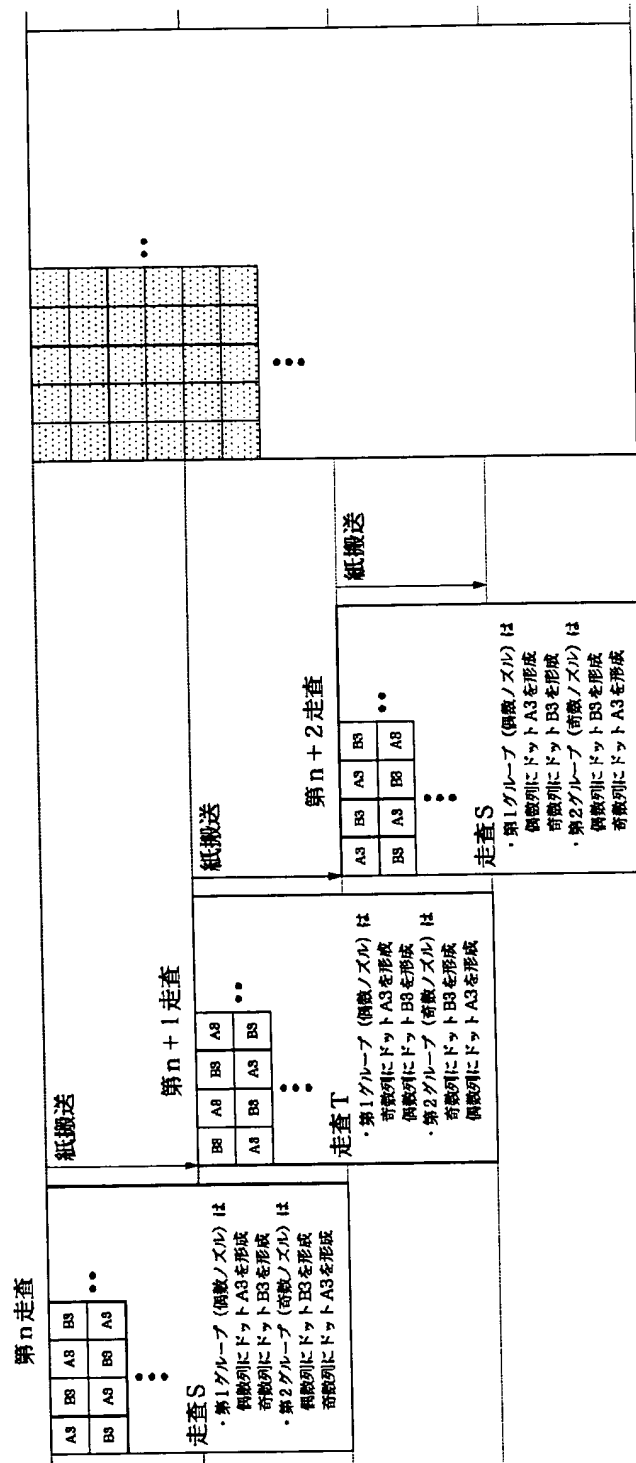 第n走査
A3 B3 A3 B3
B3 A3 B3 A3
走査S
・第1グループ (偶数ノズル) は
偶数列にドットA3を形成
奇数列にドットB3を形成
・第2グループ (奇数ノズル) は
偶数列にドットB3を形成
奇数列にドットA3を形成
紙搬送
第n+1走査
B3 A3 B3 A3
A3 B3 A3 B3
走査T
・第1グループ (偶数ノズル) は
奇数列にドットA3を形成
偶数列にドットB3を形成
・第2グループ (奇数ノズル) は
奇数列にドットB3を形成
偶数列にドットA3を形成
紙搬送
第n+2走査
A3 B3 A3 B3
B3 A3 B3 A3
走査S
・第1グループ (偶数ノズル) は
偶数列にドットA3を形成
奇数列にドットB3を形成
・第2グループ (奇数ノズル) は
偶数列にドットB3を形成
奇数列にドットA3を形成
紙搬送